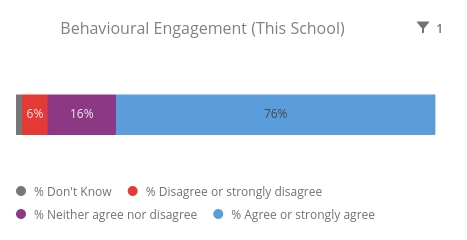 Behavioural Engagement (This School)
1
6% 16% 76%
% Don't Know % Disagree or strongly disagree
% Neither agree nor disagree % Agree or strongly agree